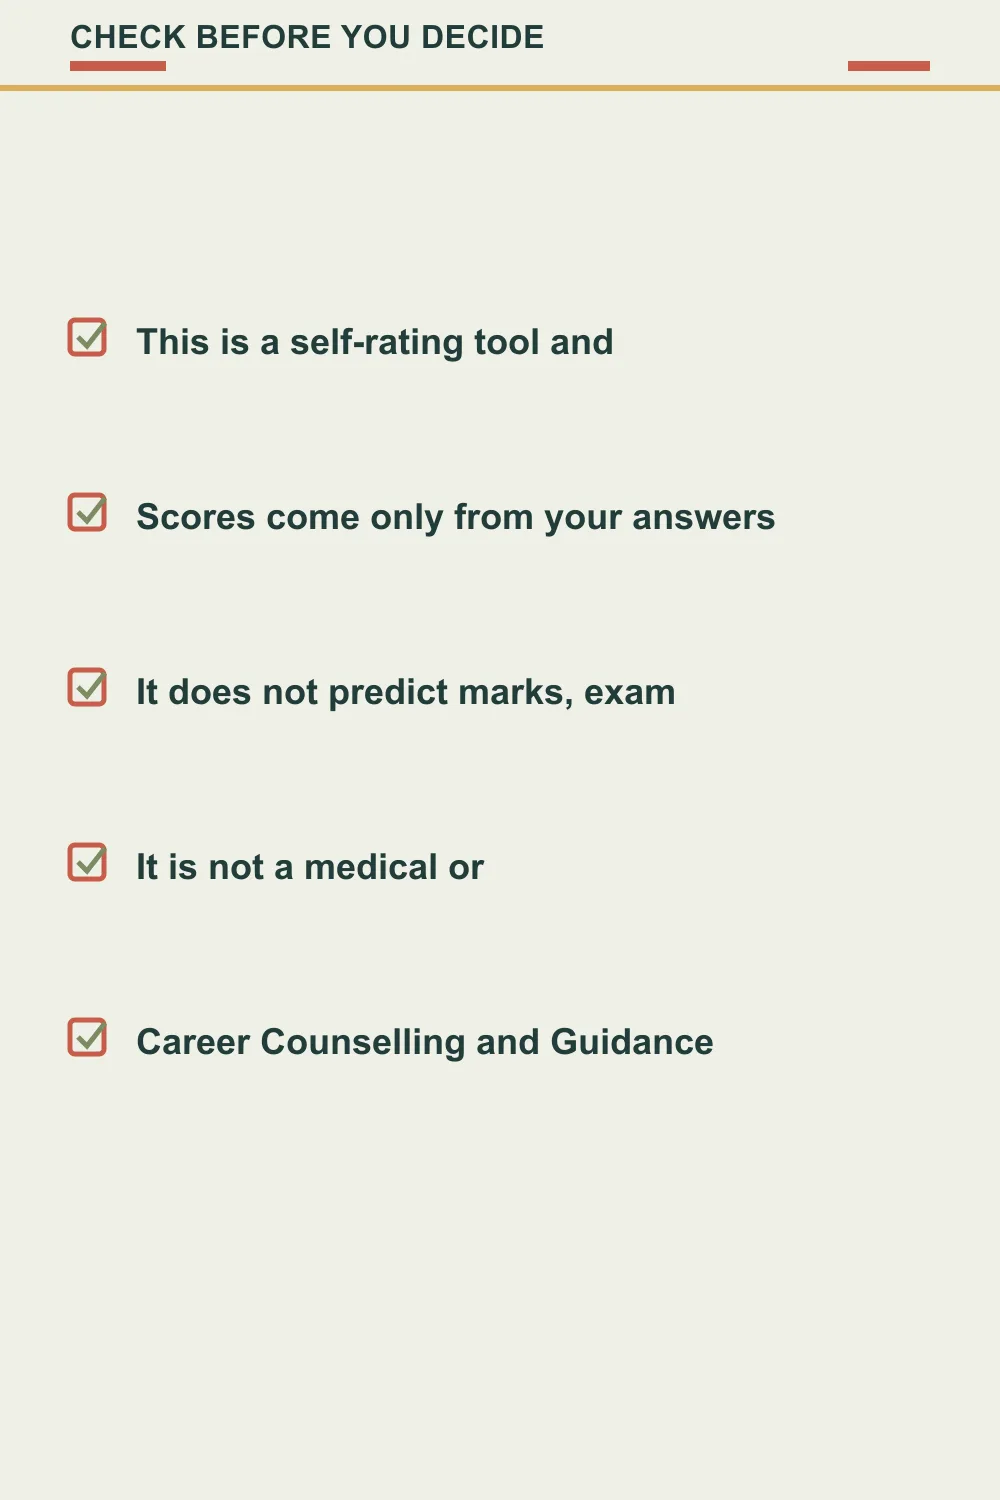 CHECK BEFORE YOU DECIDE
This is a self-rating tool and
Scores come only from your answers
It does not predict marks, exam
It is not a medical or
Career Counselling and Guidance